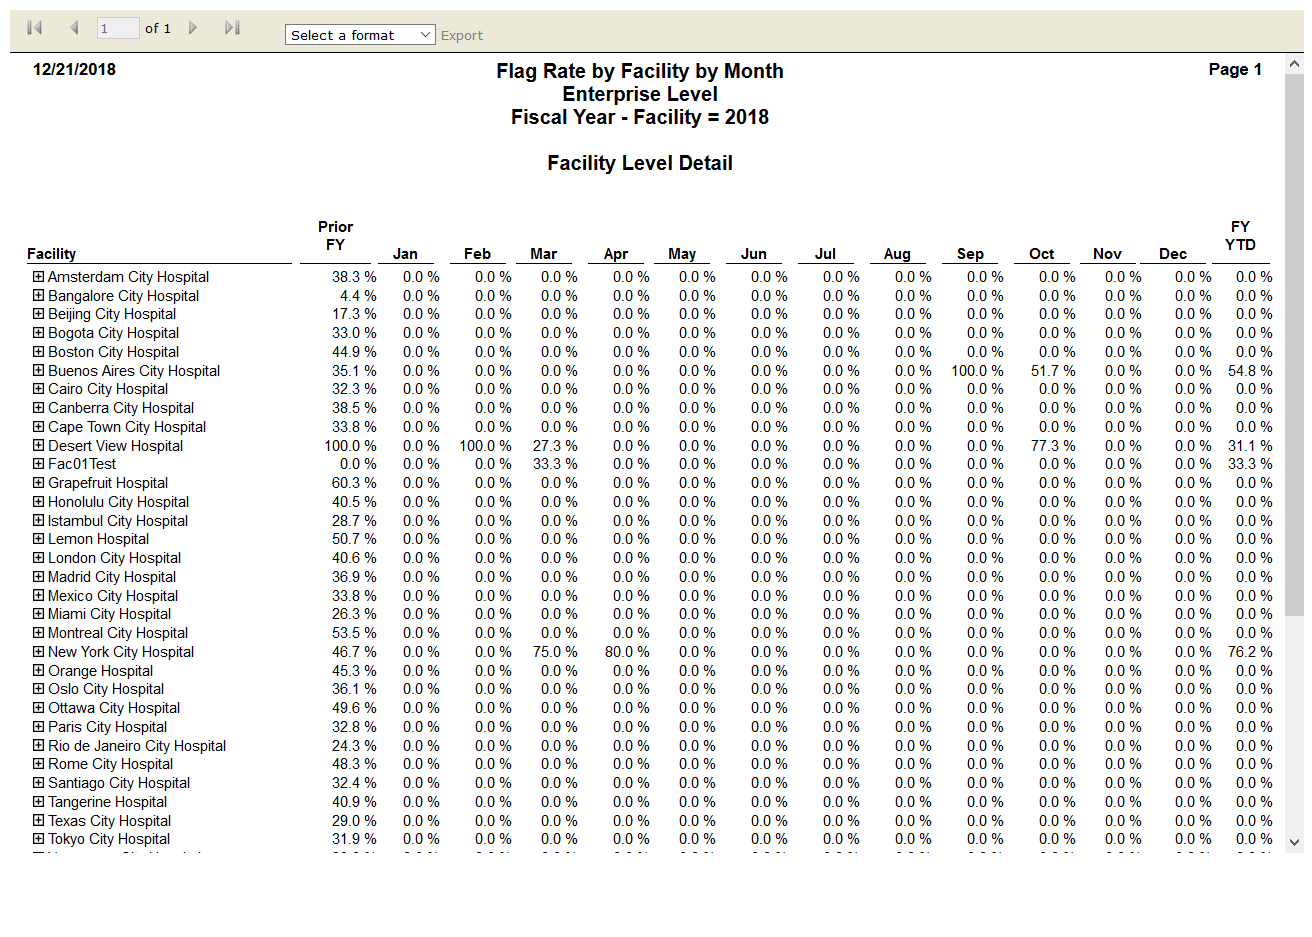 1 of 1 Select a format Export
12/21/2018 Flag Rate by Facility by Month Page 1
Enterprise Level
Fiscal Year - Facility = 2018
Facility Level Detail
Prior FY
FY YTD
Facility Jan Feb Mar Apr May Jun Jul Aug Sep Oct Nov Dec
Amsterdam City Hospital 38.3 % 0.0 % 0.0 % 0.0 % 0.0 % 0.0 % 0.0 % 0.0 % 0.0 % 0.0 % 0.0 % 0.0 % 0.0 % 0.0 %
Bangalore City Hospital 4.4 % 0.0 % 0.0 % 0.0 % 0.0 % 0.0 % 0.0 % 0.0 % 0.0 % 0.0 % 0.0 % 0.0 % 0.0 % 0.0 %
Beijing City Hospital 17.3 % 0.0 % 0.0 % 0.0 % 0.0 % 0.0 % 0.0 % 0.0 % 0.0 % 0.0 % 0.0 % 0.0 % 0.0 % 0.0 %
Bogota City Hospital 33.0 % 0.0 % 0.0 % 0.0 % 0.0 % 0.0 % 0.0 % 0.0 % 0.0 % 0.0 % 0.0 % 0.0 % 0.0 % 0.0 %
Boston City Hospital 44.9 % 0.0 % 0.0 % 0.0 % 0.0 % 0.0 % 0.0 % 0.0 % 0.0 % 0.0 % 0.0 % 0.0 % 0.0 % 0.0 %
Buenos Aires City Hospital 35.1 % 0.0 % 0.0 % 0.0 % 0.0 % 0.0 % 0.0 % 0.0 % 0.0 % 100.0 % 51.7 % 0.0 % 0.0 % 54.8 %
Cairo City Hospital 32.3 % 0.0 % 0.0 % 0.0 % 0.0 % 0.0 % 0.0 % 0.0 % 0.0 % 0.0 % 0.0 % 0.0 % 0.0 % 0.0 %
Canberra City Hospital 38.5 % 0.0 % 0.0 % 0.0 % 0.0 % 0.0 % 0.0 % 0.0 % 0.0 % 0.0 % 0.0 % 0.0 % 0.0 % 0.0 %
Cape Town City Hospital 33.8 % 0.0 % 0.0 % 0.0 % 0.0 % 0.0 % 0.0 % 0.0 % 0.0 % 0.0 % 0.0 % 0.0 % 0.0 % 0.0 %
Desert View Hospital 100.0 % 0.0 % 100.0 % 27.3 % 0.0 % 0.0 % 0.0 % 0.0 % 0.0 % 0.0 % 77.3 % 0.0 % 0.0 % 31.1 %
Fac01Test 0.0 % 0.0 % 0.0 % 33.3 % 0.0 % 0.0 % 0.0 % 0.0 % 0.0 % 0.0 % 0.0 % 0.0 % 0.0 % 33.3 %
Grapefruit Hospital 60.3 % 0.0 % 0.0 % 0.0 % 0.0 % 0.0 % 0.0 % 0.0 % 0.0 % 0.0 % 0.0 % 0.0 % 0.0 % 0.0 %
Honolulu City Hospital 40.5 % 0.0 % 0.0 % 0.0 % 0.0 % 0.0 % 0.0 % 0.0 % 0.0 % 0.0 % 0.0 % 0.0 % 0.0 % 0.0 %
Istambul City Hospital 28.7 % 0.0 % 0.0 % 0.0 % 0.0 % 0.0 % 0.0 % 0.0 % 0.0 % 0.0 % 0.0 % 0.0 % 0.0 % 0.0 %
Lemon Hospital 50.7 % 0.0 % 0.0 % 0.0 % 0.0 % 0.0 % 0.0 % 0.0 % 0.0 % 0.0 % 0.0 % 0.0 % 0.0 % 0.0 %
London City Hospital 40.6 % 0.0 % 0.0 % 0.0 % 0.0 % 0.0 % 0.0 % 0.0 % 0.0 % 0.0 % 0.0 % 0.0 % 0.0 % 0.0 %
Madrid City Hospital 36.9 % 0.0 % 0.0 % 0.0 % 0.0 % 0.0 % 0.0 % 0.0 % 0.0 % 0.0 % 0.0 % 0.0 % 0.0 % 0.0 %
Mexico City Hospital 33.8 % 0.0 % 0.0 % 0.0 % 0.0 % 0.0 % 0.0 % 0.0 % 0.0 % 0.0 % 0.0 % 0.0 % 0.0 % 0.0 %
Miami City Hospital 26.3 % 0.0 % 0.0 % 0.0 % 0.0 % 0.0 % 0.0 % 0.0 % 0.0 % 0.0 % 0.0 % 0.0 % 0.0 % 0.0 %
Montreal City Hospital 53.5 % 0.0 % 0.0 % 0.0 % 0.0 % 0.0 % 0.0 % 0.0 % 0.0 % 0.0 % 0.0 % 0.0 % 0.0 % 0.0 %
New York City Hospital 46.7 % 0.0 % 0.0 % 75.0 % 80.0 % 0.0 % 0.0 % 0.0 % 0.0 % 0.0 % 0.0 % 0.0 % 0.0 % 76.2 %
Orange Hospital 45.3 % 0.0 % 0.0 % 0.0 % 0.0 % 0.0 % 0.0 % 0.0 % 0.0 % 0.0 % 0.0 % 0.0 % 0.0 % 0.0 %
Oslo City Hospital 36.1 % 0.0 % 0.0 % 0.0 % 0.0 % 0.0 % 0.0 % 0.0 % 0.0 % 0.0 % 0.0 % 0.0 % 0.0 % 0.0 %
Ottawa City Hospital 49.6 % 0.0 % 0.0 % 0.0 % 0.0 % 0.0 % 0.0 % 0.0 % 0.0 % 0.0 % 0.0 % 0.0 % 0.0 % 0.0 %
Paris City Hospital 32.8 % 0.0 % 0.0 % 0.0 % 0.0 % 0.0 % 0.0 % 0.0 % 0.0 % 0.0 % 0.0 % 0.0 % 0.0 % 0.0 %
Rio de Janeiro City Hospital 24.3 % 0.0 % 0.0 % 0.0 % 0.0 % 0.0 % 0.0 % 0.0 % 0.0 % 0.0 % 0.0 % 0.0 % 0.0 % 0.0 %
Rome City Hospital 48.3 % 0.0 % 0.0 % 0.0 % 0.0 % 0.0 % 0.0 % 0.0 % 0.0 % 0.0 % 0.0 % 0.0 % 0.0 % 0.0 %
Santiago City Hospital 32.4 % 0.0 % 0.0 % 0.0 % 0.0 % 0.0 % 0.0 % 0.0 % 0.0 % 0.0 % 0.0 % 0.0 % 0.0 % 0.0 %
Tangerine Hospital 40.9 % 0.0 % 0.0 % 0.0 % 0.0 % 0.0 % 0.0 % 0.0 % 0.0 % 0.0 % 0.0 % 0.0 % 0.0 % 0.0 %
Texas City Hospital 29.0 % 0.0 % 0.0 % 0.0 % 0.0 % 0.0 % 0.0 % 0.0 % 0.0 % 0.0 % 0.0 % 0.0 % 0.0 % 0.0 %
Tokyo City Hospital 31.9 % 0.0 % 0.0 % 0.0 % 0.0 % 0.0 % 0.0 % 0.0 % 0.0 % 0.0 % 0.0 % 0.0 % 0.0 % 0.0 %